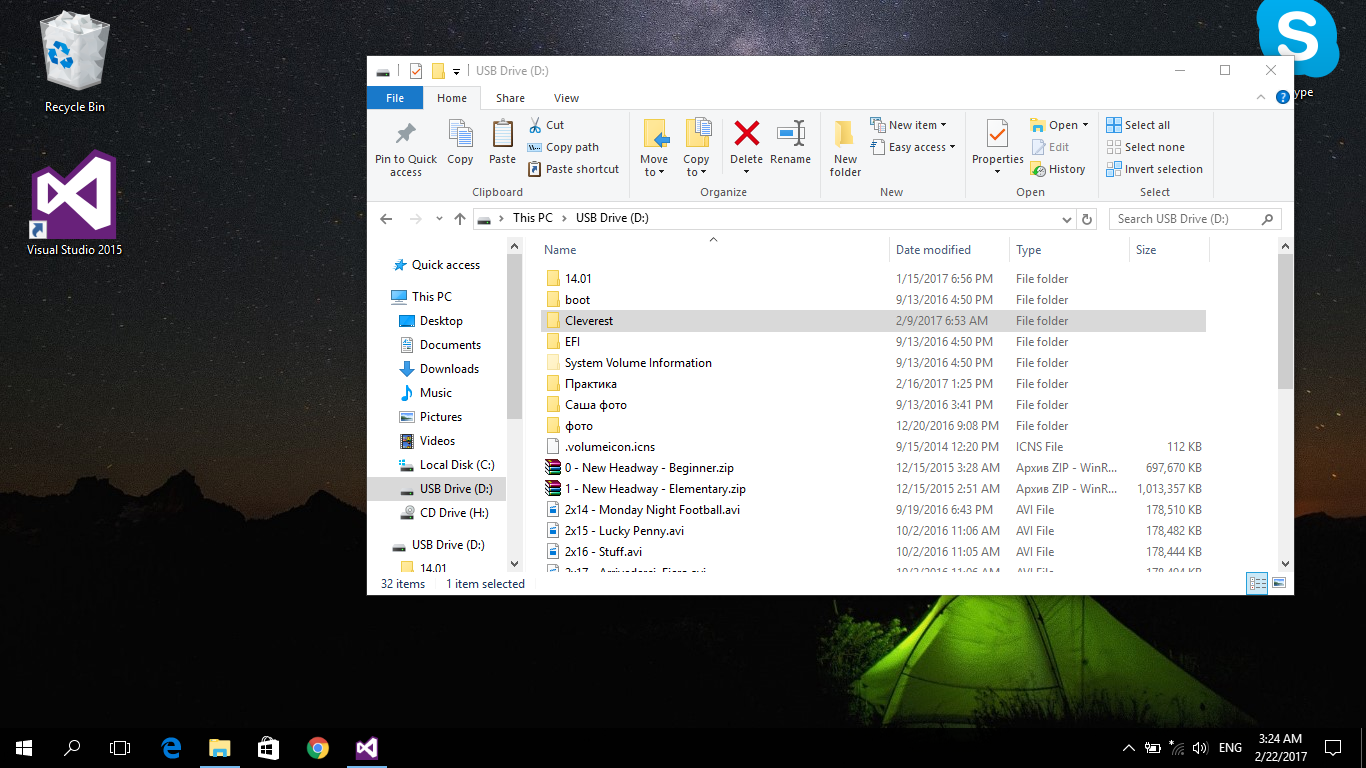 Recycle Bin
Visual Studio 2015
ype
USB Drive (D:)
File Home Share View
Pin to Quick access
Copy
Paste
Cut
Copy path
Paste shortcut
Clipboard
Move to
Copy to
Delete
Rename
Organize
New folder
New item
Easy access
New
Properties
Open
Edit
History
Open
Select all
Select none
Invert selection
Select
This PC > USB Drive (D:)
Search USB Drive (D:)
Quick access
This PC
Desktop
Documents
Downloads
Music
Pictures
Videos
Local Disk (C:)
USB Drive (D:)
CD Drive (H:)
USB Drive (D:)
14.01
Name Date modified Type Size
14.01 1/15/2017 6:56 PM File folder
boot 9/13/2016 4:50 PM File folder
Cleverest 2/9/2017 6:53 AM File folder
EFI 9/13/2016 4:50 PM File folder
System Volume Information 9/13/2016 4:50 PM File folder
Практика 2/16/2017 1:25 PM File folder
Саша фото 9/13/2016 3:41 PM File folder
фото 12/20/2016 9:08 PM File folder
.volumeicon.icns 9/15/2014 12:20 PM ICNS File 112 KB
0 - New Headway - Beginner.zip 12/15/2015 3:28 AM Архив ZIP - WinR... 697,670 KB
1 - New Headway - Elementary.zip 12/15/2015 2:51 AM Архив ZIP - WinR... 1,013,357 KB
2x14 - Monday Night Football.avi 9/19/2016 6:43 PM AVI File 178,510 KB
2x15 - Lucky Penny.avi 10/2/2016 11:06 AM AVI File 178,482 KB
2x16 - Stuff.avi 10/2/2016 11:05 AM AVI File 178,444 KB
32 items 1 item selected
ENG
3:24 AM
2/22/2017